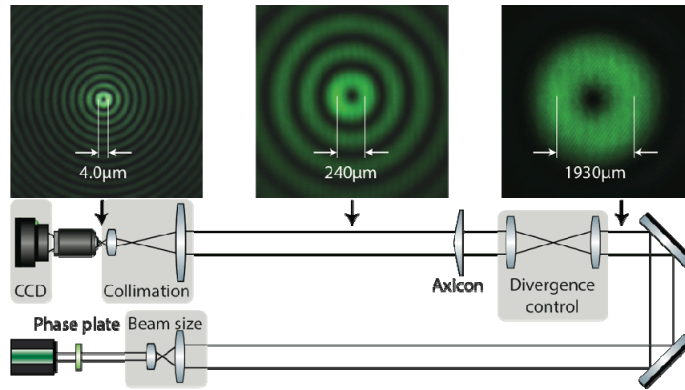 4.0µm
240µm
1930µm
CCD
Collimation
Axicon
Divergence
control
Phase plate
Beam size